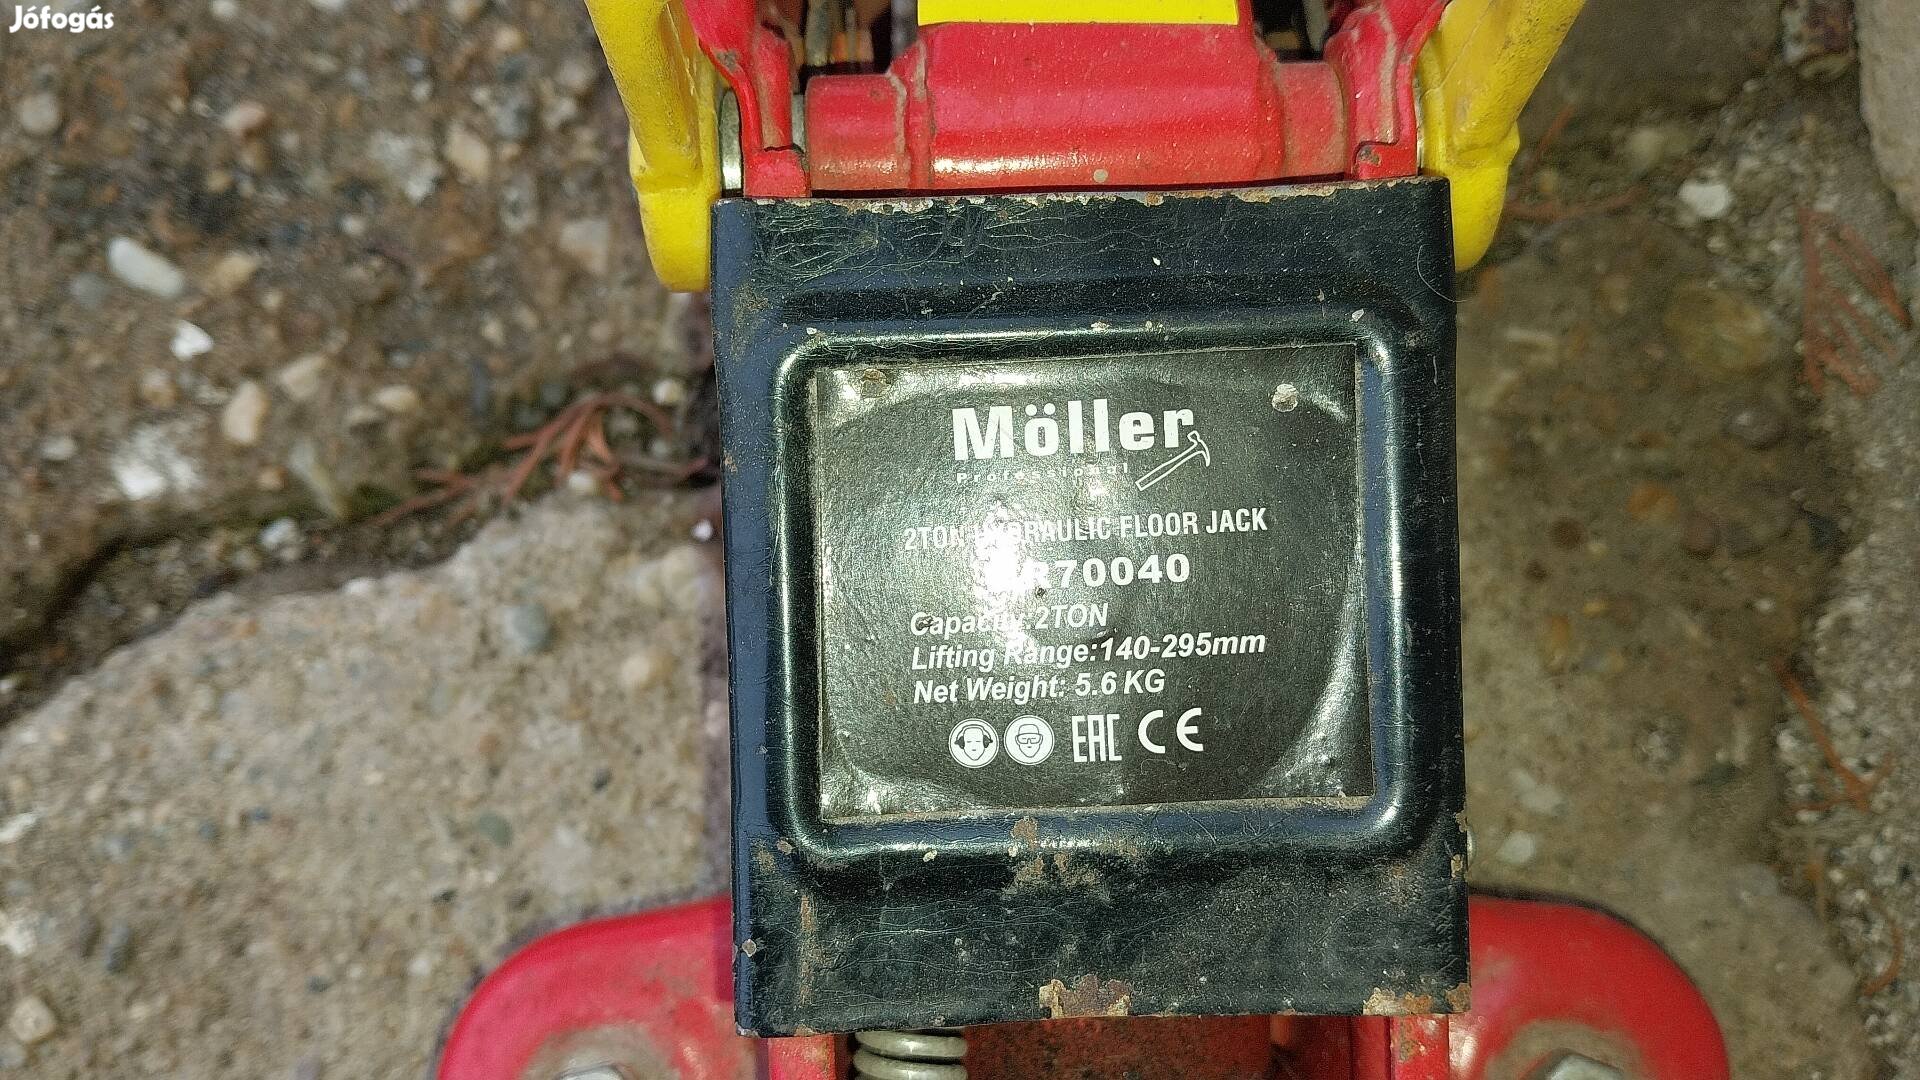 Jófogás
Möller
Professional
2TON HYDRAULIC FLOOR JACK
R70040
Capacity:2TON
Lifting Range:140-295mm
Net Weight: 5.6 KG
EAC CE